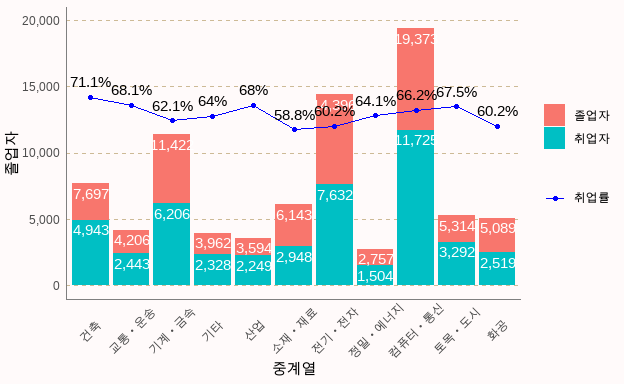 20,000
15,000
10,000
5,000
0
졸업자
71.1%
68.1%
62.1%
64%
68%
58.8%
60.2%
64.1%
66.2%
67.5%
60.2%
7,697
4,206
11,422
3,962
3,594
6,143
14,396
2,757
19,373
5,314
5,089
4,943
2,443
6,206
2,328
2,249
2,948
7,632
1,504
11,725
3,292
2,519
건축
교통・운송
기계・금속
기타
산업
소재・재료
전기・전자
정밀・에너지
컴퓨터・통신
토목・도시
화공
중계열
졸업자
취업자
취업률